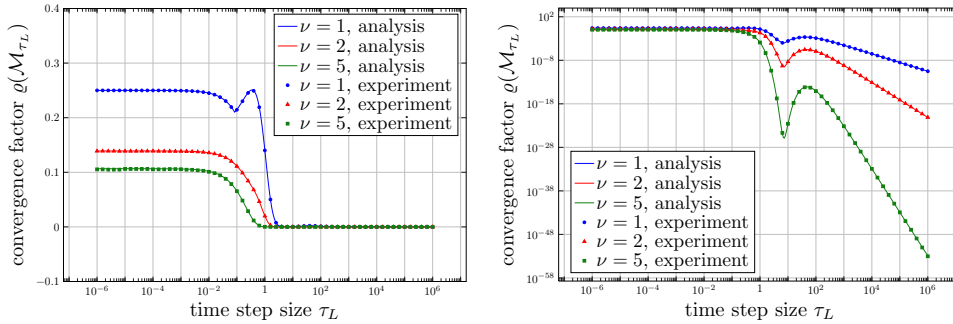 convergence factor ϱ(𝓜_{τ_L})
0.4
0.3
0.2
0.1
0
−0.1
ν = 1, analysis
ν = 2, analysis
ν = 5, analysis
ν = 1, experiment
ν = 2, experiment
ν = 5, experiment
10^{−6} 10^{−4} 10^{−2} 1 10^{2} 10^{4} 10^{6}
time step size τ_L
convergence factor ϱ(𝓜_{τ_L})
10^{2}
10^{−8}
10^{−18}
10^{−28}
10^{−38}
10^{−48}
10^{−58}
ν = 1, analysis
ν = 2, analysis
ν = 5, analysis
ν = 1, experiment
ν = 2, experiment
ν = 5, experiment
10^{−6} 10^{−4} 10^{−2} 1 10^{2} 10^{4} 10^{6}
time step size τ_L